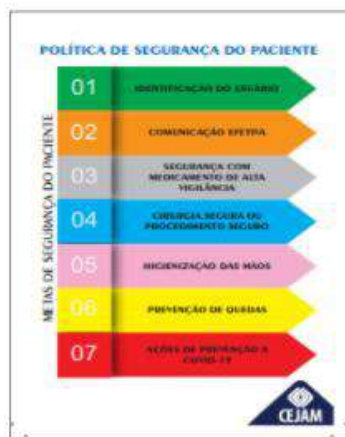 POLÍTICA DE SEGURANÇA DO PACIENTE
METAS DE SEGURANÇA DO PACIENTE
01
IDENTIFICAÇÃO DO USUÁRIO
02
COMUNICAÇÃO EFETIVA
03
SEGURANÇA COM
MEDICAMENTO DE ALTA
VIGILÂNCIA
04
CIRURGIA SEGURA OU
PROCEDIMENTO SEGURO
05
HIGIENIZAÇÃO DAS MÃOS
06
PREVENÇÃO DE QUEDAS
07
AÇÕES DE PREVENÇÃO A
COVID-19
CEJAM